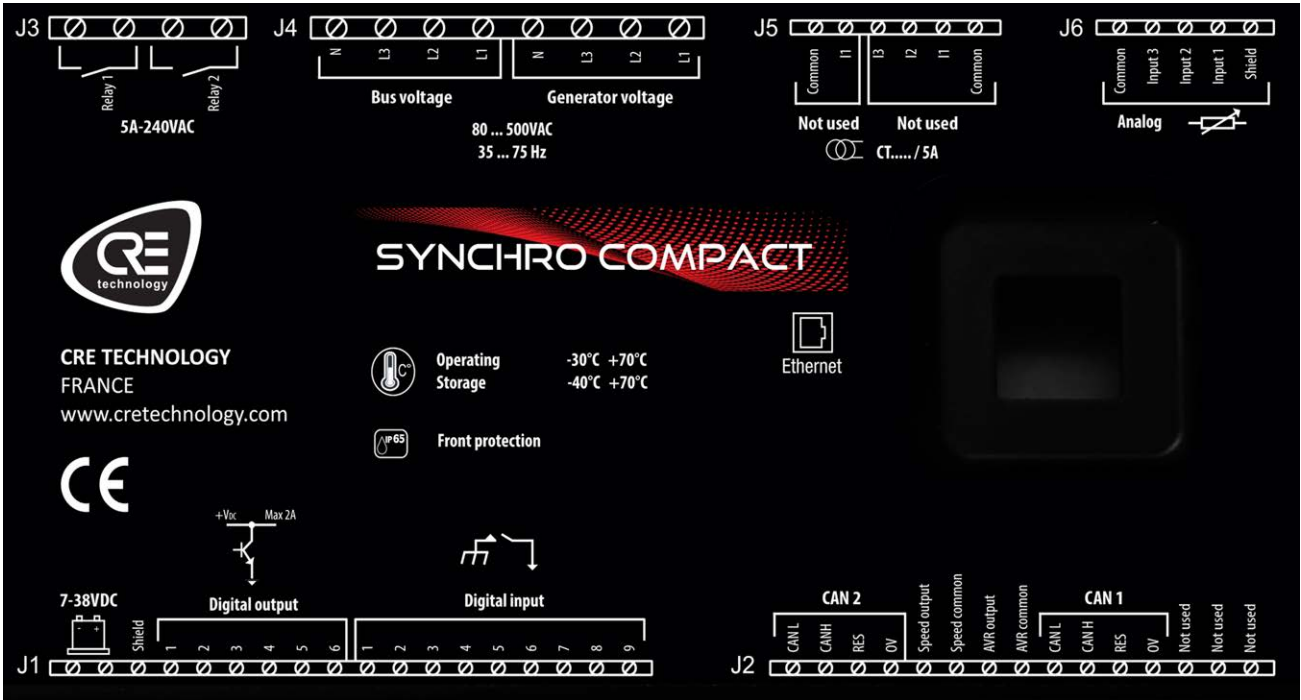 J3
Relay 1
Relay 2
5A-240VAC
J4
N L3 L2 L1 N L3 L2 L1
Bus voltage Generator voltage
80 ... 500VAC
35 ... 75 Hz
J5
Common I1 I3 I2 I1 Common
Not used Not used
CT..... / 5A
J6
Common Input 3 Input 2 Input 1 Shield
Analog
CRE
technology
SYNCHRO COMPACT
CRE TECHNOLOGY
FRANCE
www.cretechnology.com
C°
Operating -30°C +70°C
Storage -40°C +70°C
IP65
Front protection
Ethernet
CE
+VDC Max 2A
7-38VDC
- +
Digital output
Digital input
J1
Shield 1 2 3 4 5 6 1 2 3 4 5 6 7 8 9
CAN 2
CAN 1
J2
CAN L CANH RES 0V Speed output Speed common AVR output AVR common CAN L CAN H RES 0V Not used Not used Not used